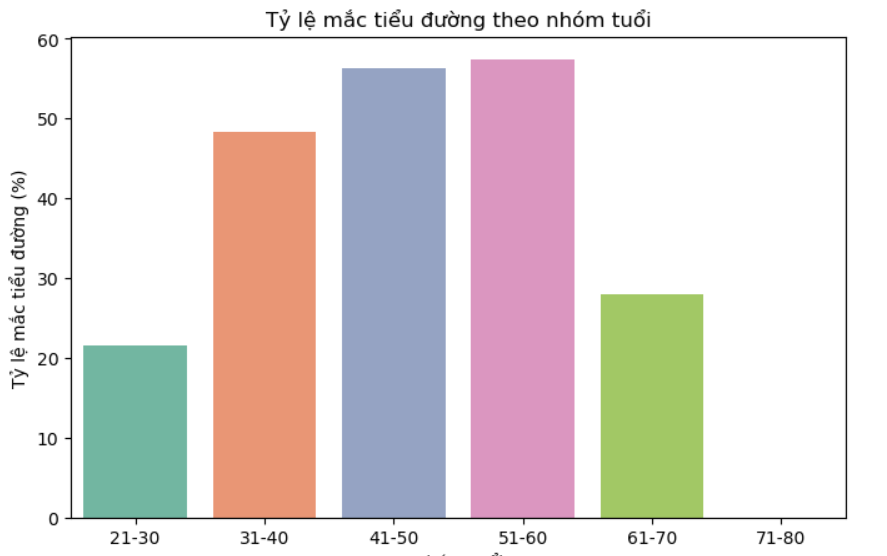 Tỷ lệ mắc tiểu đường theo nhóm tuổi
Tỷ lệ mắc tiểu đường (%)
60
50
40
30
20
10
0
21-30 31-40 41-50 51-60 61-70 71-80